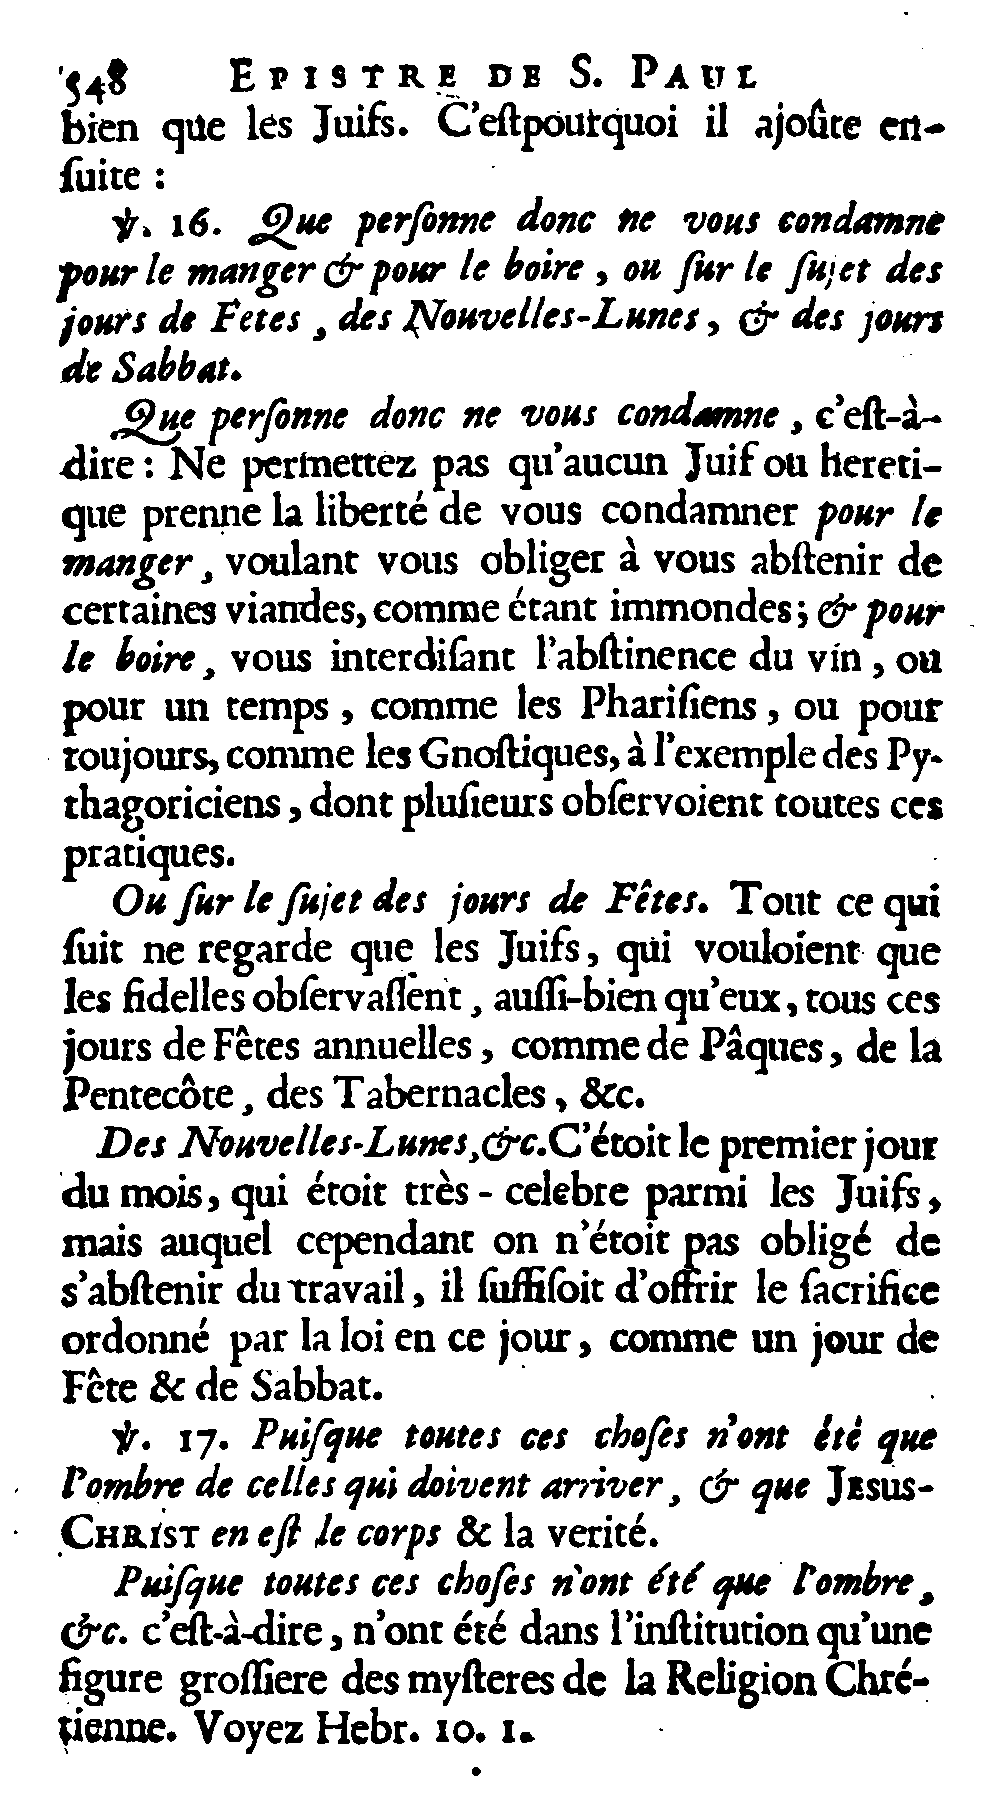 548 EPISTRE DE S. PAUL
bien que les Juifs. C'eſtpourquoi il ajoûte en-
ſuite :
℣. 16. Que perſonne donc ne vous condamne
pour le manger & pour le boire, ou ſur le ſujet des
jours de Fetes, des Nouvelles-Lunes, & des jours
de Sabbat.
Que perſonne donc ne vous condamne, c'eſt-à-
dire : Ne permettez pas qu'aucun Juif ou hereti-
que prenne la liberté de vous condamner pour le
manger, voulant vous obliger à vous abſtenir de
certaines viandes, comme étant immondes; & pour
le boire, vous interdiſant l'abſtinence du vin, ou
pour un temps, comme les Phariſiens, ou pour
toujours, comme les Gnoſtiques, à l'exemple des Py-
thagoriciens, dont pluſieurs obſervoient toutes ces
pratiques.
Ou ſur le ſujet des jours de Fêtes. Tout ce qui
ſuit ne regarde que les Juifs, qui vouloient que
les fidelles obſervaſſent, auſſi-bien qu'eux, tous ces
jours de Fêtes annuelles, comme de Pâques, de la
Pentecôte, des Tabernacles, &c.
Des Nouvelles-Lunes, &c. C'étoit le premier jour
du mois, qui étoit très-celebre parmi les Juifs,
mais auquel cependant on n'étoit pas obligé de
s'abſtenir du travail, il ſuffiſoit d'offrir le ſacrifice
ordonné par la loi en ce jour, comme un jour de
Fête & de Sabbat.
℣. 17. Puiſque toutes ces choſes n'ont été que
l'ombre de celles qui doivent arriver, & que JESUS-
CHRIST en eſt le corps & la verité.
Puiſque toutes ces choſes n'ont été que l'ombre,
&c. c'eſt-à-dire, n'ont été dans l'inſtitution qu'une
figure groſſiere des myſteres de la Religion Chré-
tienne. Voyez Hebr. 10. 1.